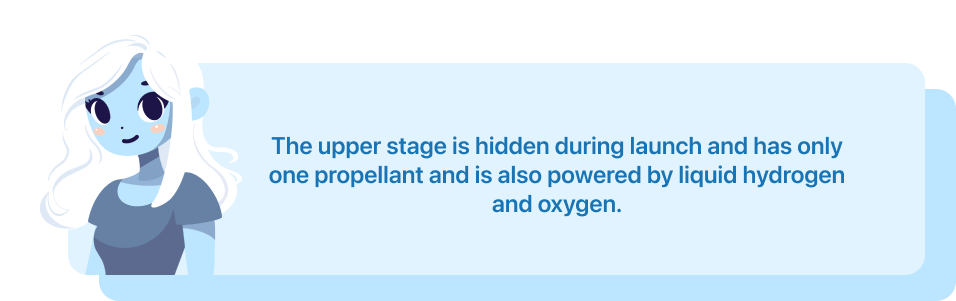 The upper stage is hidden during launch and has only
one propellant and is also powered by liquid hydrogen
and oxygen.